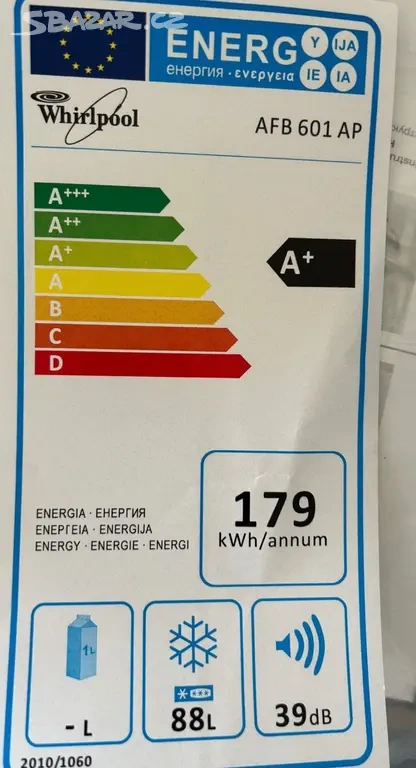 SBAZAR.CZ
ENERG
Y
IJA
IE
IA
енергия · ενεργεια
Whirlpool
AFB 601 AP
A+++
A++
A+
A
B
C
D
A+
ENERGIA · ЕНЕРГИЯ
ΕΝΕΡΓΕΙΑ · ENERGIJA
ENERGY · ENERGIE · ENERGI
179
kWh/annum
1L
- L
88L
39dB
2010/1060